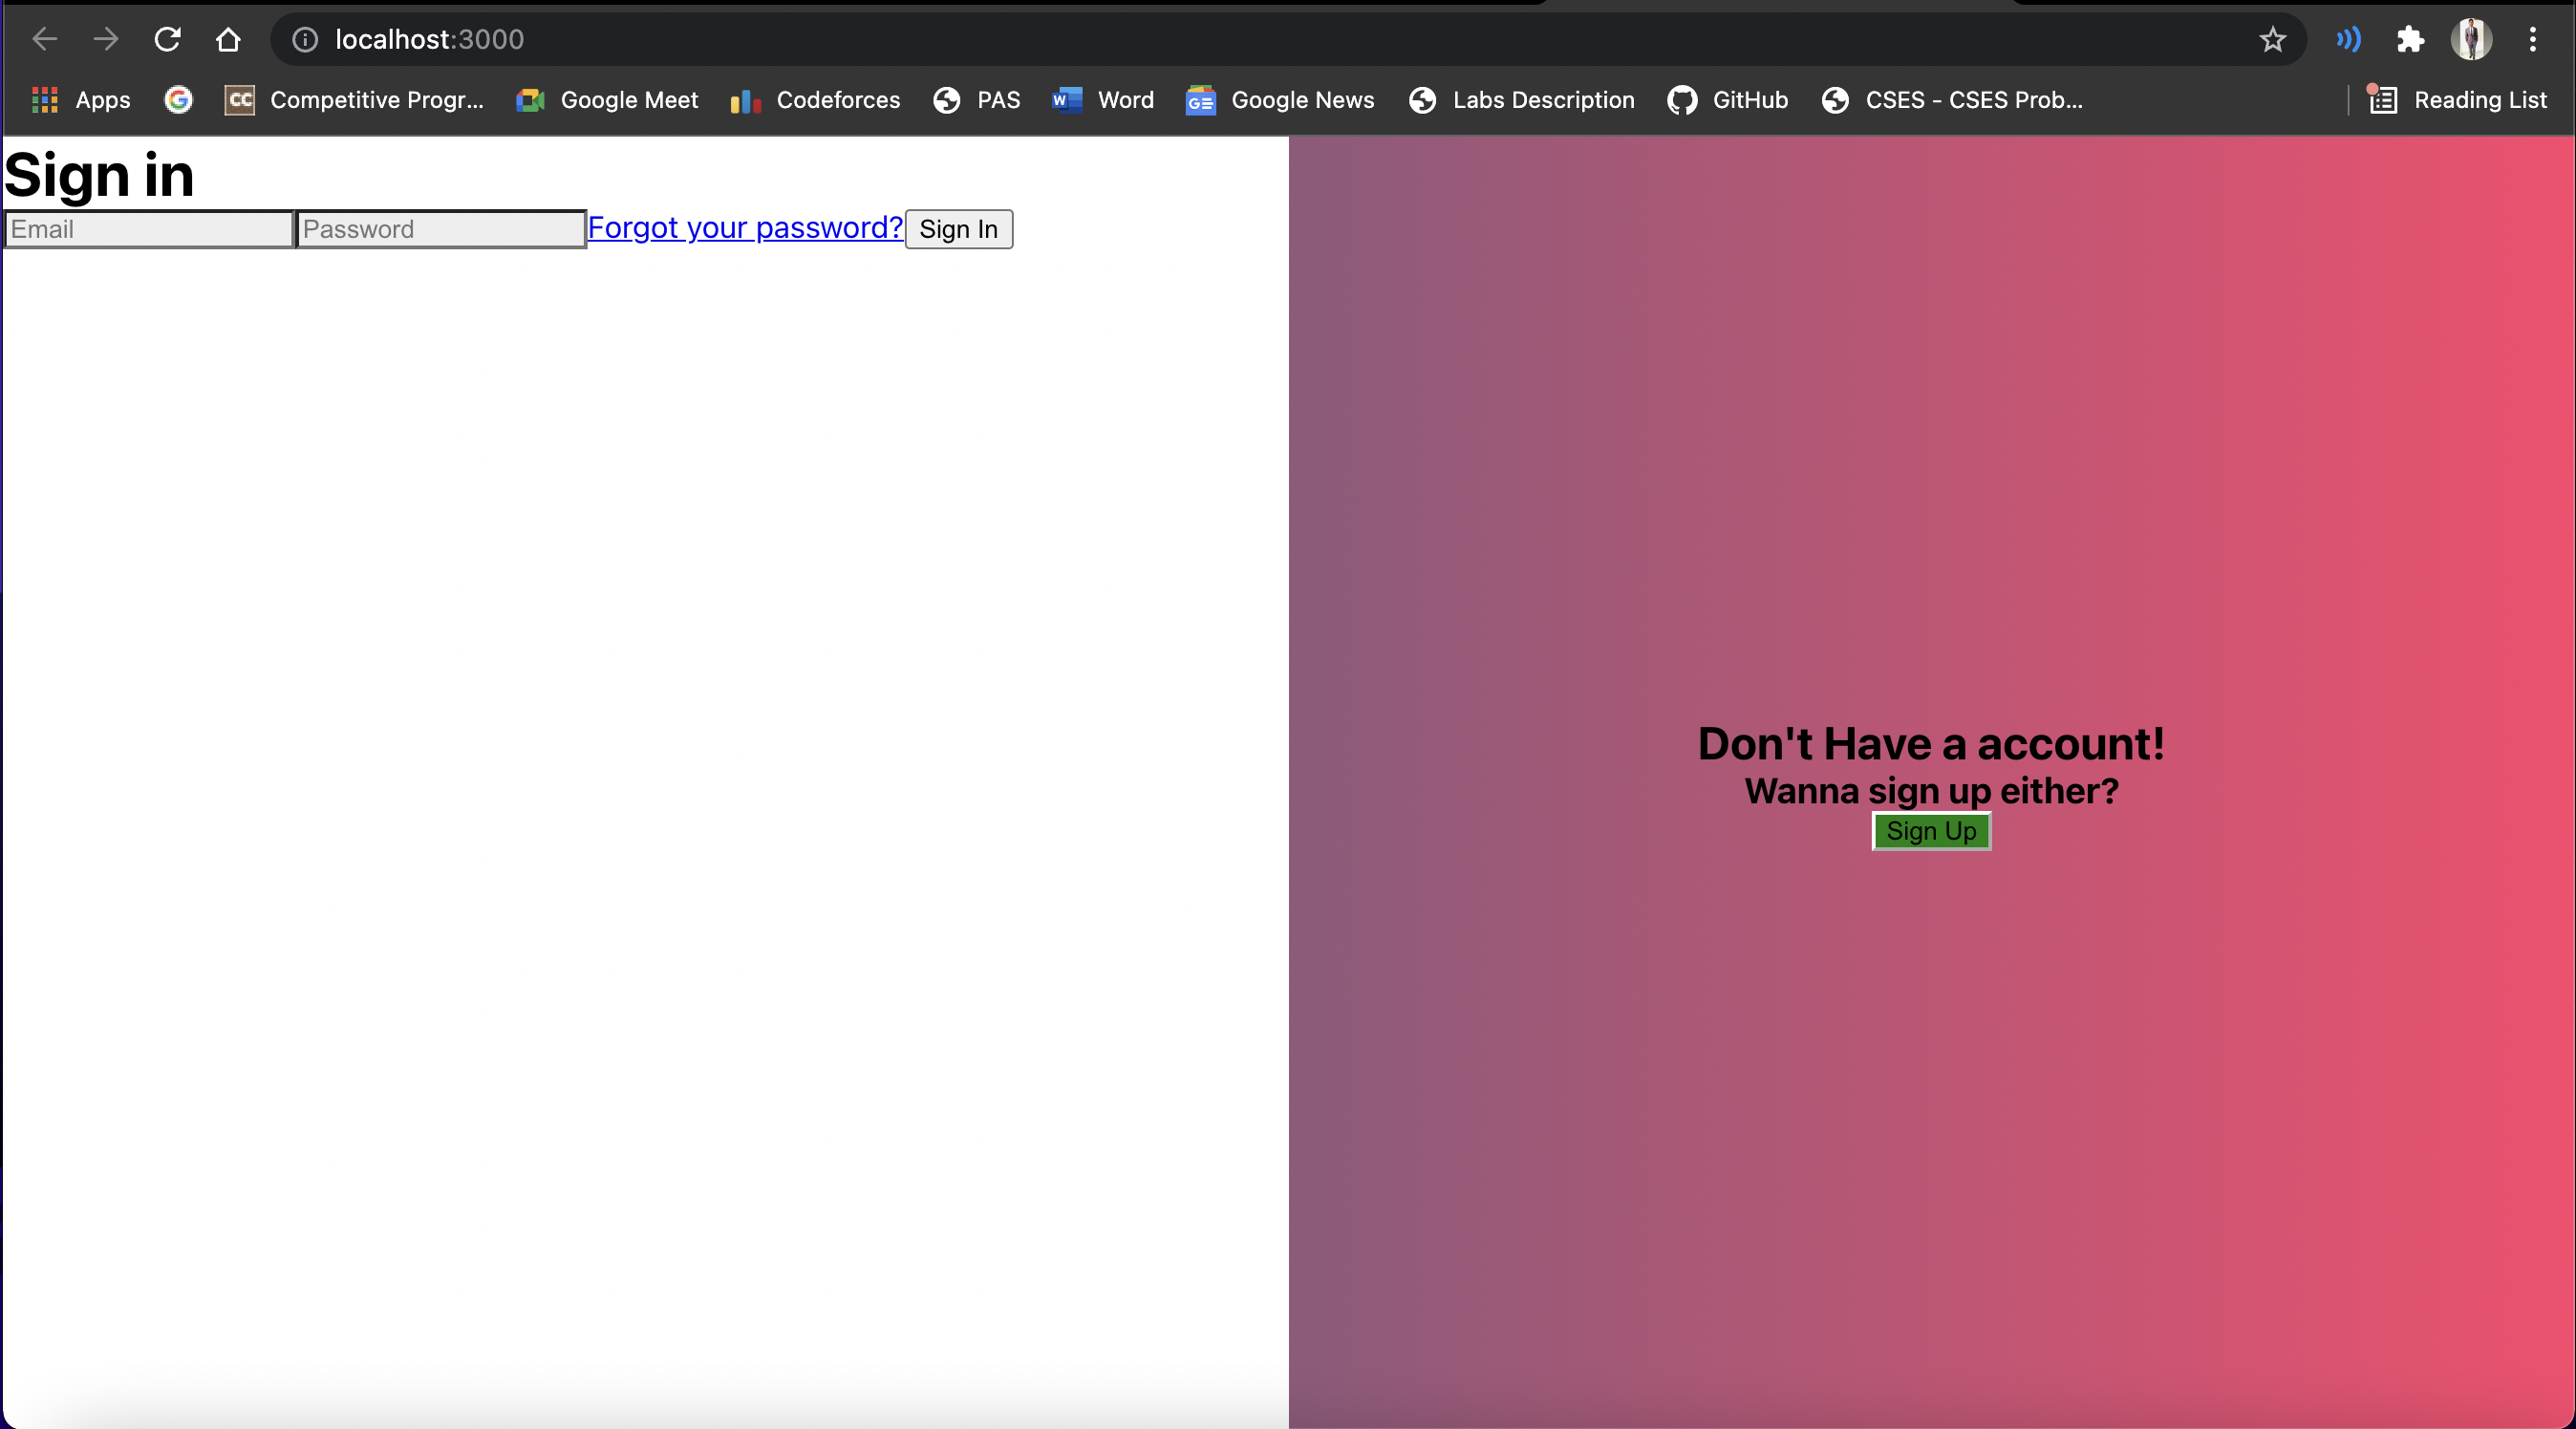 localhost:3000
Apps CC Competitive Progr... Google Meet Codeforces PAS W Word GE Google News Labs Description GitHub CSES - CSES Prob... Reading List
Sign in
Email Password Forgot your password? Sign In
Don't Have a account!
Wanna sign up either?
Sign Up